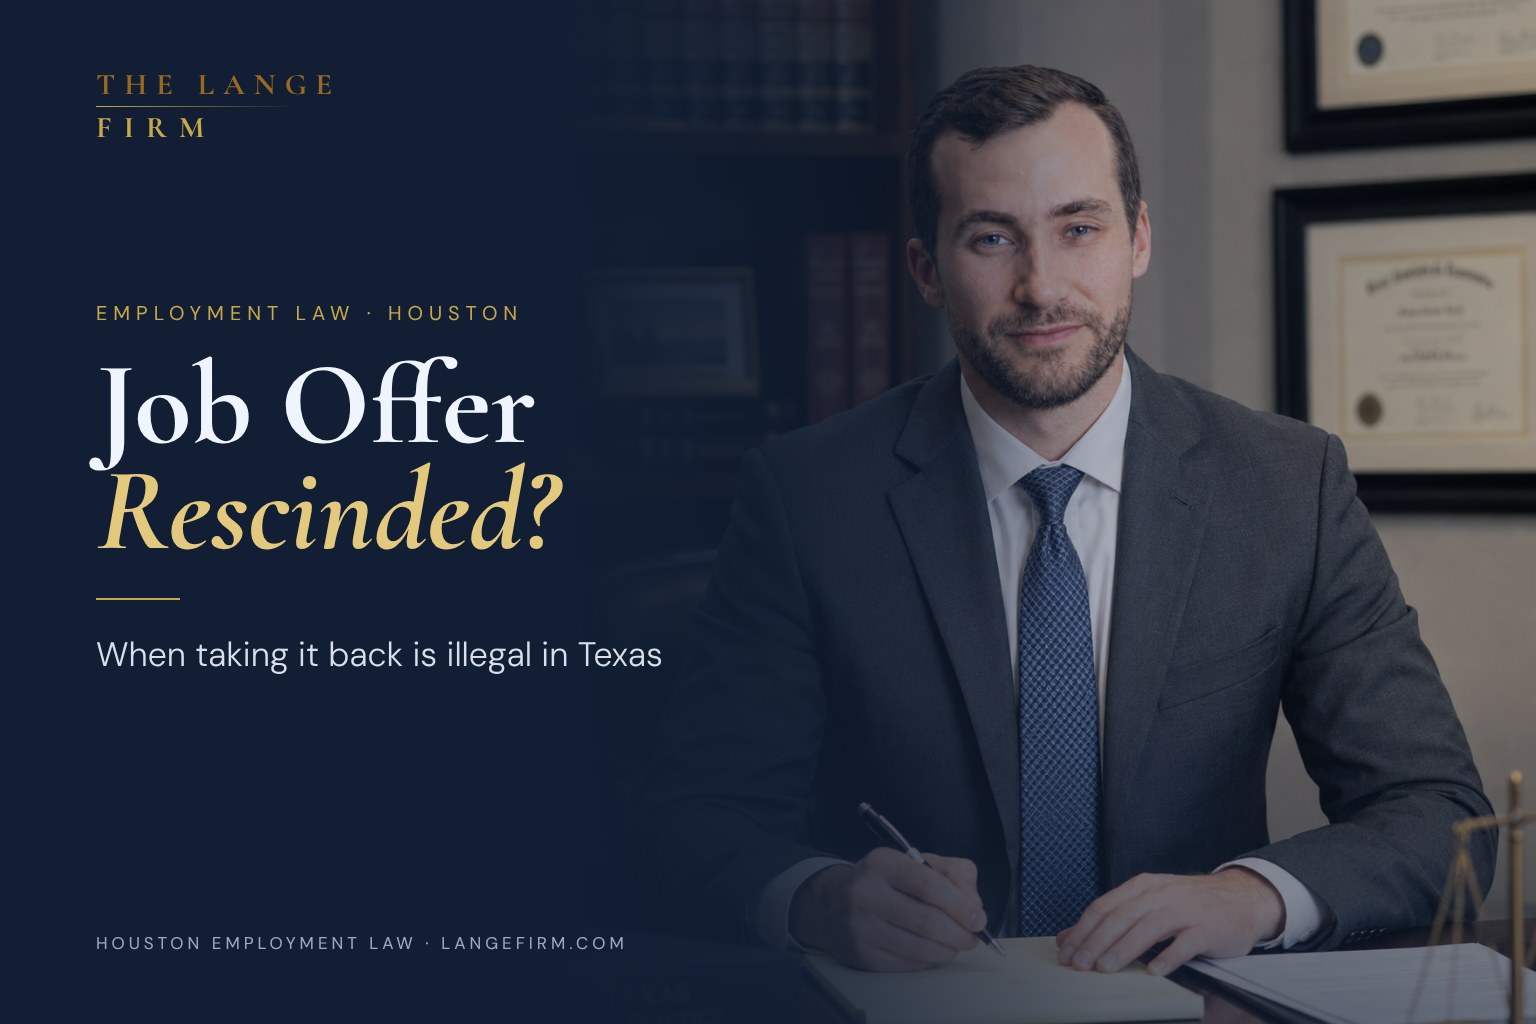 THE LANGE
FIRM
EMPLOYMENT LAW · HOUSTON
Job Offer
Rescinded?
When taking it back is illegal in Texas
HOUSTON EMPLOYMENT LAW · LANGEFIRM.COM